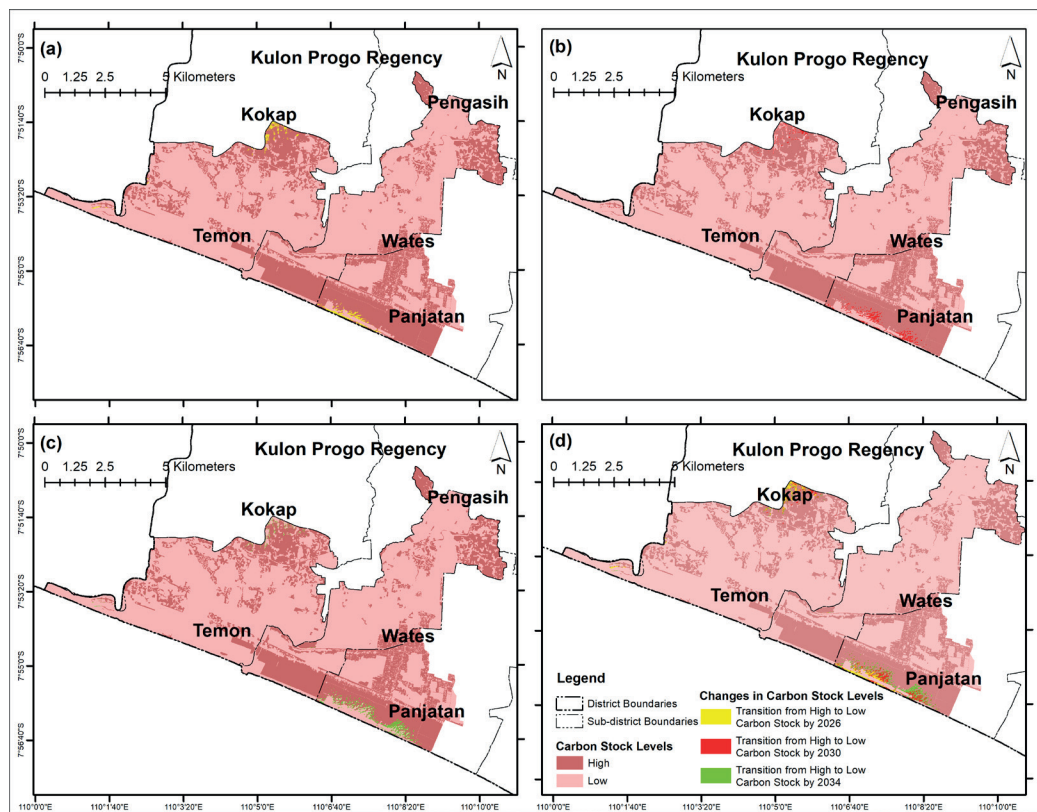 (a)
Kulon Progo Regency
N
0 1.25 2.5 5 Kilometers
Pengasih
Kokap
Temon
Wates
Panjatan
7°50'0"S
7°51'40"S
7°53'20"S
7°55'0"S
7°56'40"S
(b)
Kulon Progo Regency
N
0 1.25 2.5 5 Kilometers
Pengasih
Kokap
Temon
Wates
Panjatan
(c)
Kulon Progo Regency
N
0 1.25 2.5 5 Kilometers
Pengasih
Kokap
Temon
Wates
Panjatan
7°50'0"S
7°51'40"S
7°53'20"S
7°55'0"S
7°56'40"S
110°0'0"E 110°1'40"E 110°3'20"E 110°5'0"E 110°6'40"E 110°8'20"E 110°10'0"E
(d)
Kulon Progo Regency
N
0 1.25 2.5 5 Kilometers
Pengasih
Kokap
Temon
Wates
Panjatan
Legend
District Boundaries
Sub-district Boundaries
Carbon Stock Levels
High
Low
Changes in Carbon Stock Levels
Transition from High to Low
Carbon Stock by 2026
Transition from High to Low
Carbon Stock by 2030
Transition from High to Low
Carbon Stock by 2034
110°0'0"E 110°1'40"E 110°3'20"E 110°5'0"E 110°6'40"E 110°8'20"E 110°10'0"E